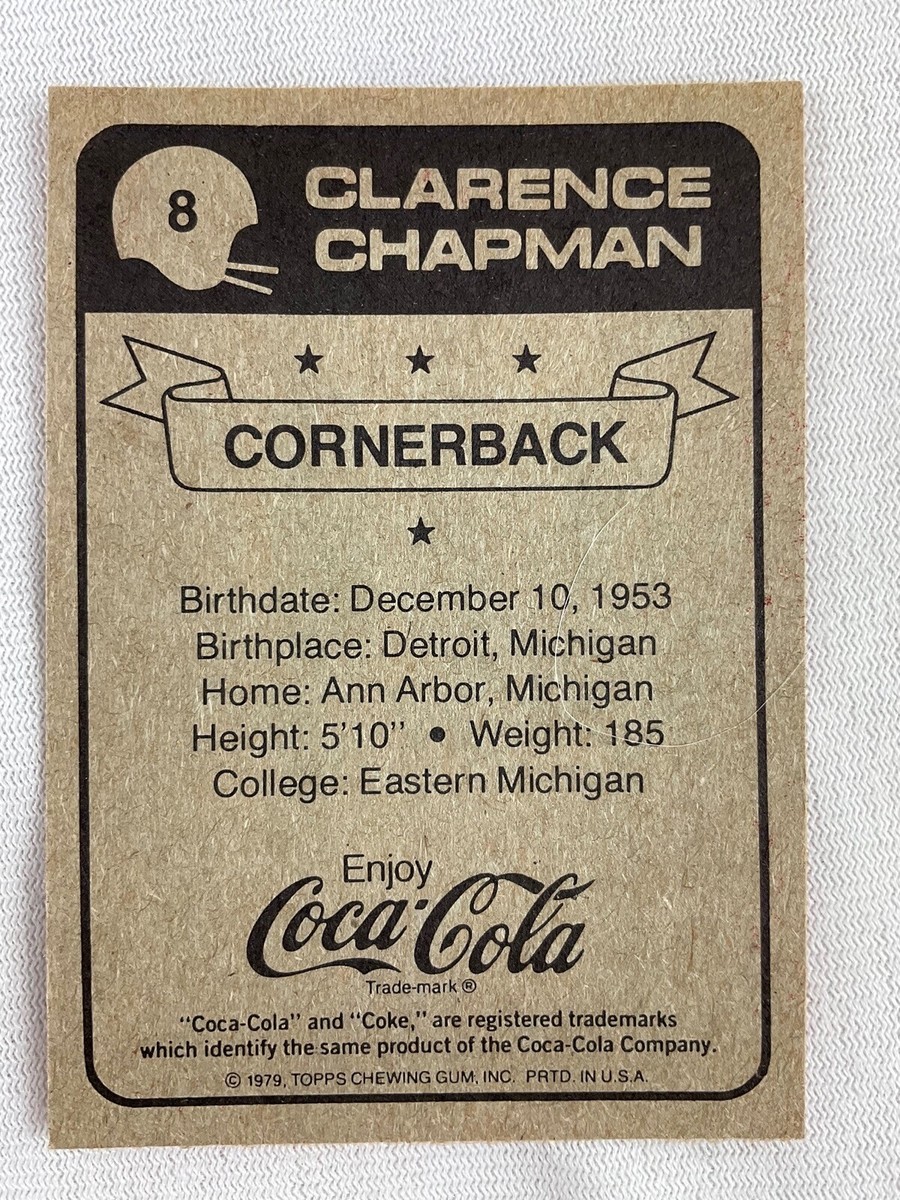 8
CLARENCE
CHAPMAN
CORNERBACK
Birthdate: December 10, 1953
Birthplace: Detroit, Michigan
Home: Ann Arbor, Michigan
Height: 5'10" • Weight: 185
College: Eastern Michigan
Enjoy
Coca-Cola
Trade-mark ®
"Coca-Cola" and "Coke," are registered trademarks
which identify the same product of the Coca-Cola Company.
© 1979, TOPPS CHEWING GUM, INC. PRTD. IN U.S.A.